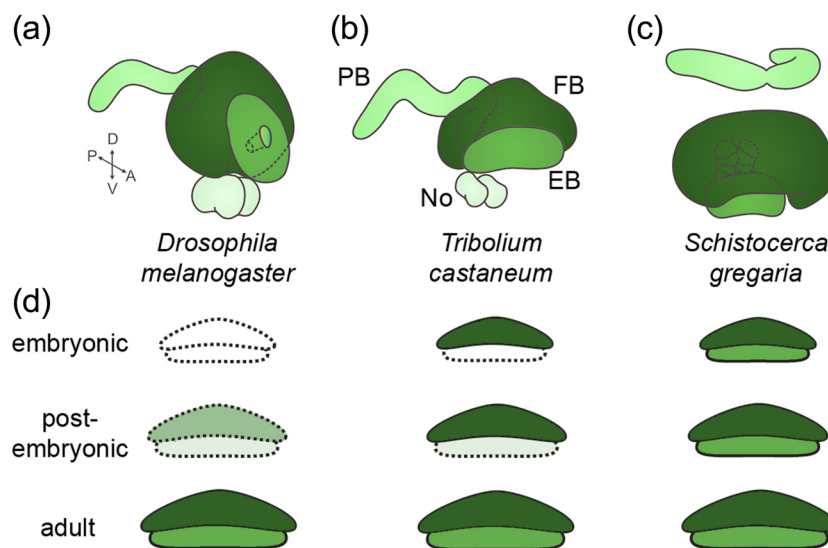 (a)
(b)
(c)
PB
FB
EB
No
D
P
A
V
Drosophila
melanogaster
Tribolium
castaneum
Schistocerca
gregaria
(d)
embryonic
post-
embryonic
adult